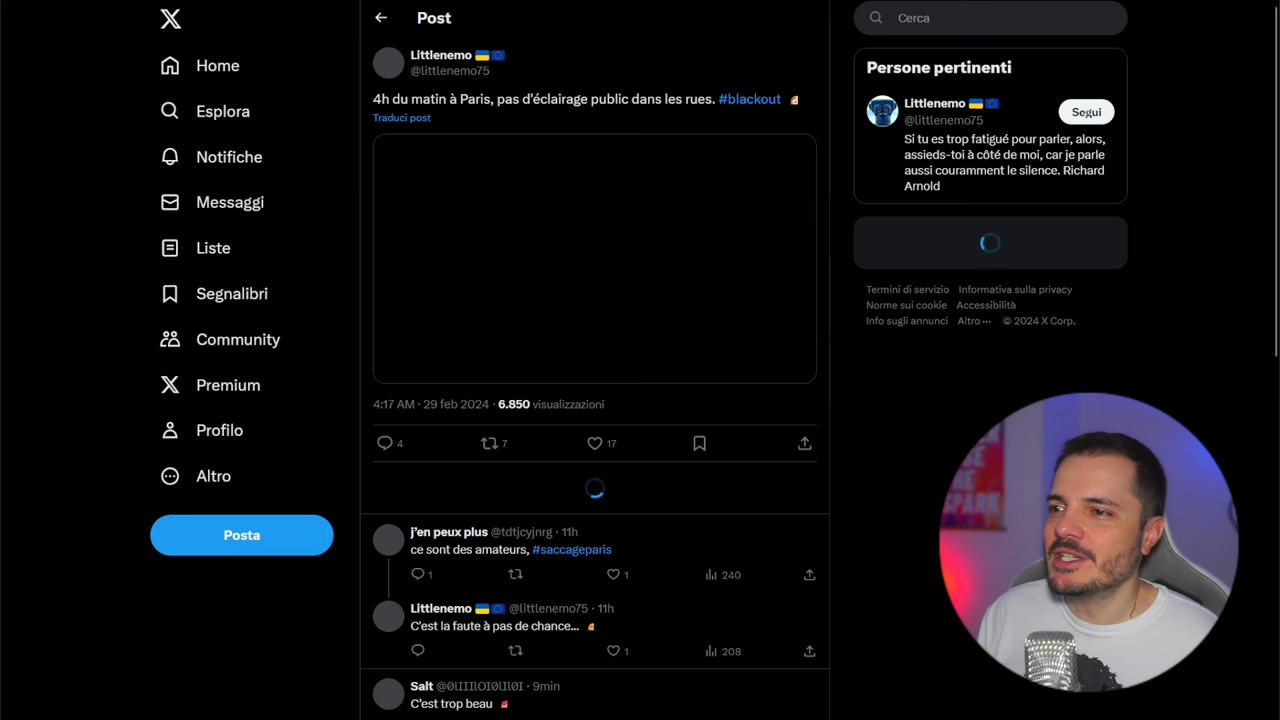 Home
Esplora
Notifiche
Messaggi
Liste
Segnalibri
Community
Premium
Profilo
Altro
Posta
Post
Littlenemo
@littlenemo75
4h du matin à Paris, pas d'éclairage public dans les rues. #blackout
Traduci post
4:17 AM · 29 feb 2024 · 6.850 visualizzazioni
4 7 17
j'en peux plus @tdtjcyjnrg · 11h
ce sont des amateurs, #saccageparis
1 1 240
Littlenemo @littlenemo75 · 11h
C'est la faute à pas de chance...
1 208
Salt · 9min
C'est trop beau
Cerca
Persone pertinenti
Littlenemo
@littlenemo75
Segui
Si tu es trop fatigué pour parler, alors,
assieds-toi à côté de moi, car je parle
aussi couramment le silence. Richard
Arnold
Termini di servizio Informativa sulla privacy
Norme sui cookie Accessibilità
Info sugli annunci Altro ··· © 2024 X Corp.